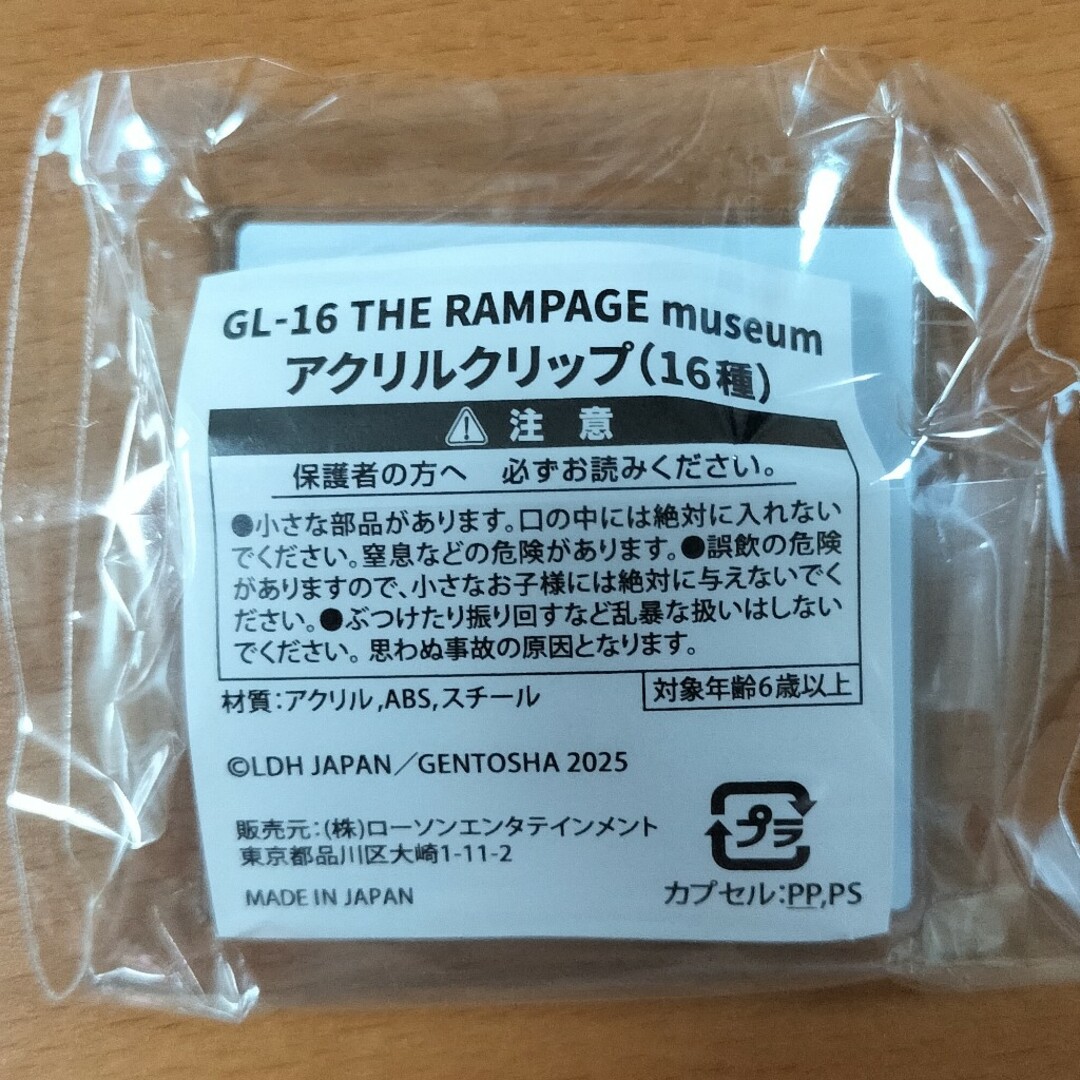 GL-16 THE RAMPAGE museum
アクリルクリップ(16種)
注意
保護者の方へ 必ずお読みください。
●小さな部品があります。口の中には絶対に入れない
でください。窒息などの危険があります。●誤飲の危険
がありますので、小さなお子様には絶対に与えないでく
ださい。●ぶつけたり振り回すなど乱暴な扱いはしない
でください。思わぬ事故の原因となります。
材質:アクリル,ABS,スチール
対象年齢6歳以上
©LDH JAPAN/GENTOSHA 2025
販売元:(株)ローソンエンタテインメント
東京都品川区大崎1-11-2
MADE IN JAPAN
プラ
カプセル:PP,PS